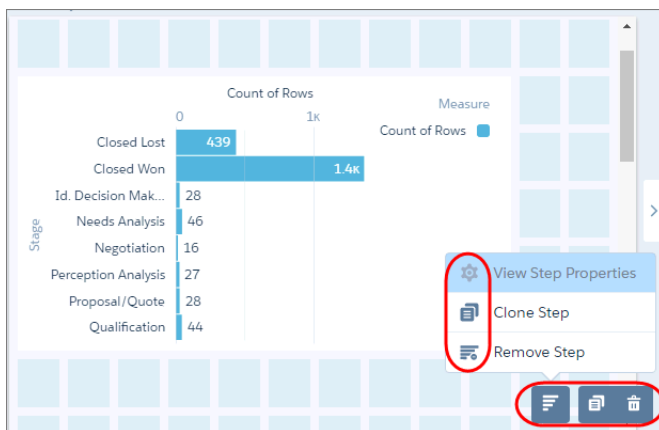 Count of Rows
0 1K
Measure
Count of Rows
Stage
Closed Lost 439
Closed Won 1.4K
Id. Decision Mak... 28
Needs Analysis 46
Negotiation 16
Perception Analysis 27
Proposal/Quote 28
Qualification 44
View Step Properties
Clone Step
Remove Step